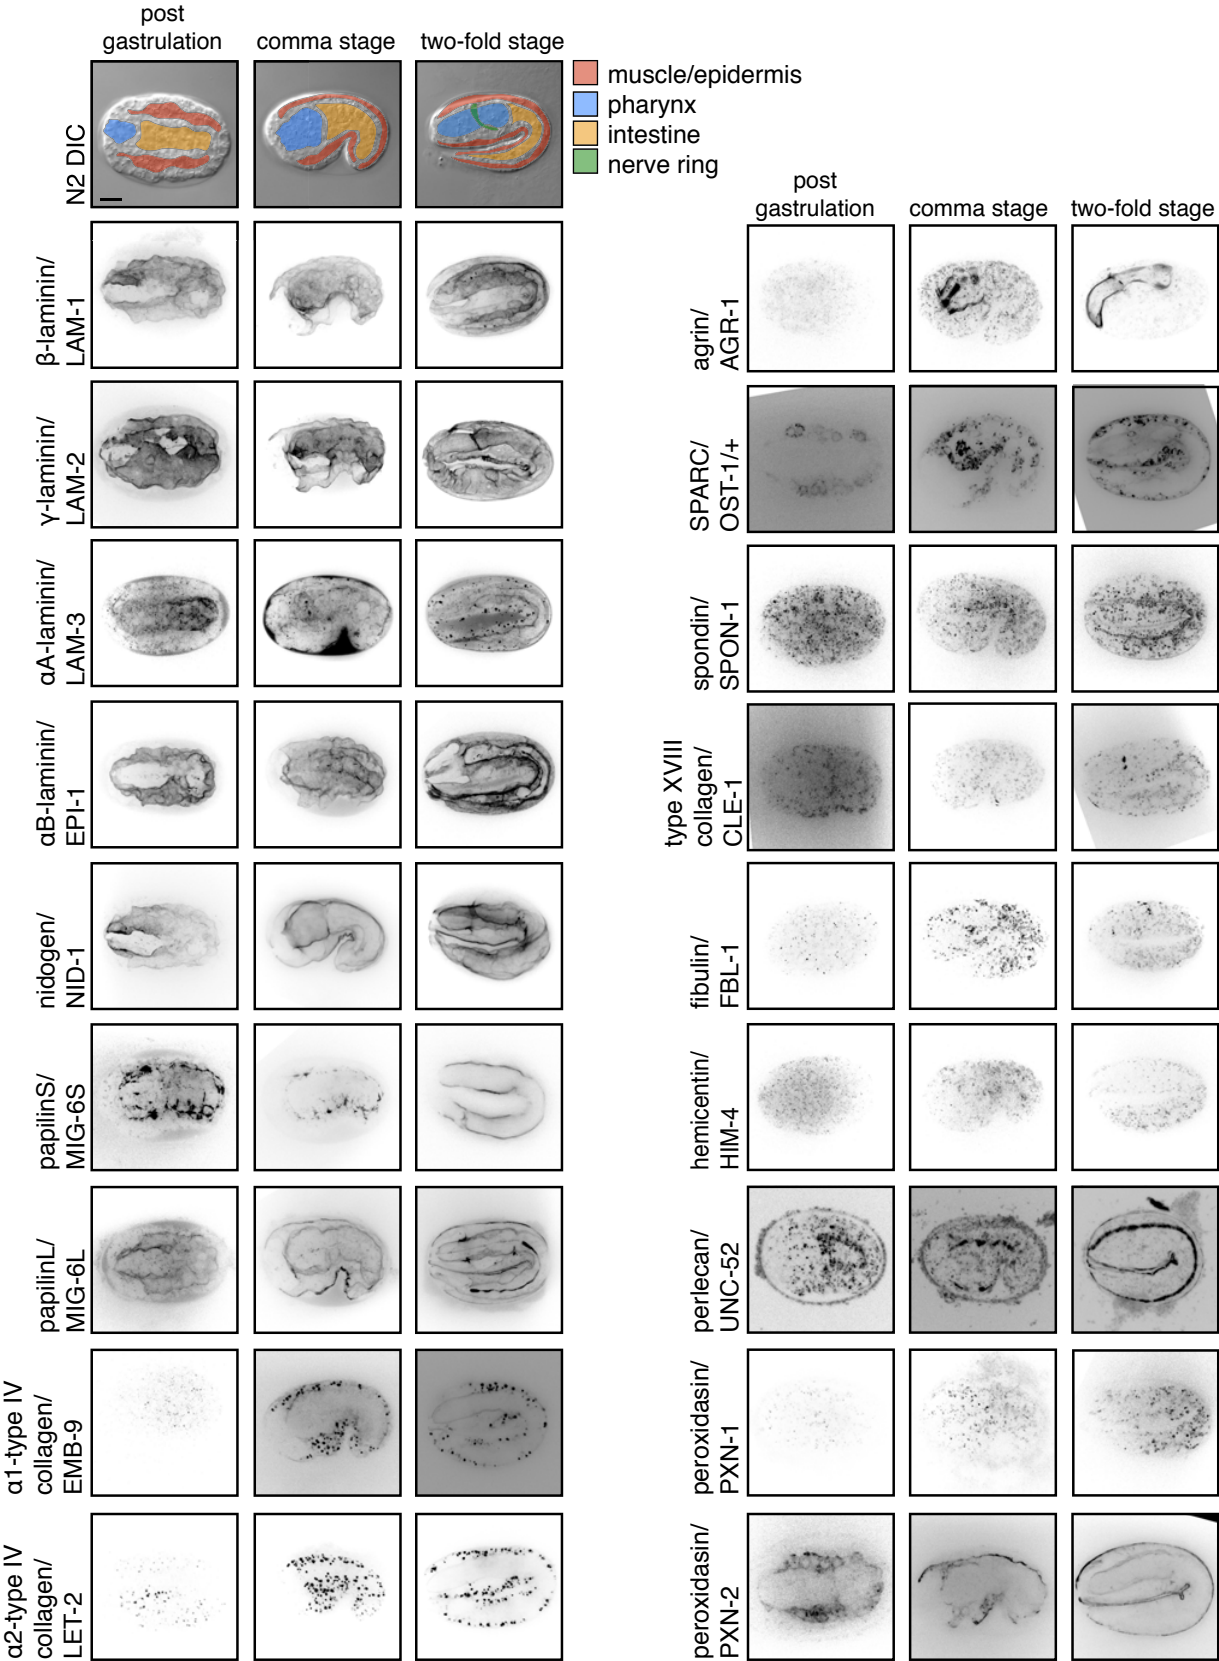 post
gastrulation
comma stage
two-fold stage
N2 DIC
muscle/epidermis
pharynx
intestine
nerve ring
β-laminin/
LAM-1
γ-laminin/
LAM-2
αA-laminin/
LAM-3
αB-laminin/
EPI-1
nidogen/
NID-1
papilinS/
MIG-6S
papilinL/
MIG-6L
α1-type IV
collagen/
EMB-9
α2-type IV
collagen/
LET-2
post
gastrulation
comma stage
two-fold stage
agrin/
AGR-1
SPARC/
OST-1/+
spondin/
SPON-1
type XVIII
collagen/
CLE-1
fibulin/
FBL-1
hemicentin/
HIM-4
perlecan/
UNC-52
peroxidasin/
PXN-1
peroxidasin/
PXN-2